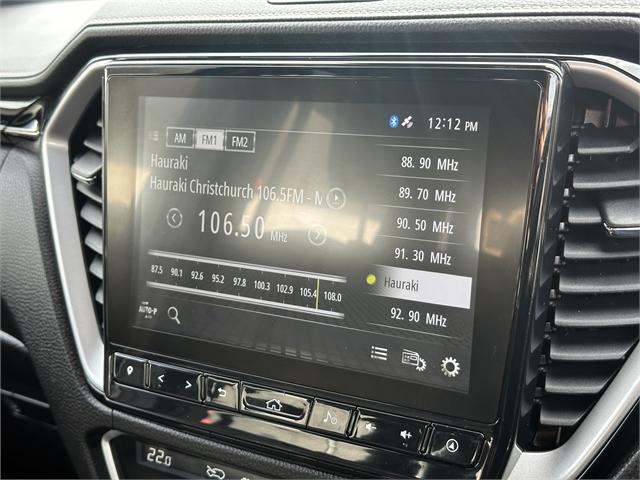 12:12 PM
AM FM1 FM2
Hauraki
Hauraki Christchurch 106.5FM - M
106.50 MHz
87.5 90.1 92.6 95.2 97.8 100.3 102.9 105.4 108.0
AUTO-P
88.90 MHz
89.70 MHz
90.50 MHz
91.30 MHz
Hauraki
92.90 MHz
22.0